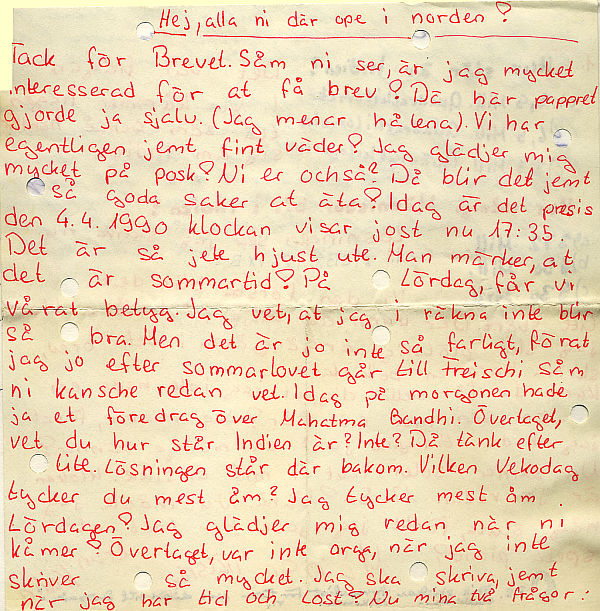 Hej, alla ni där ope i norden?
Tack för Brevet. Såm ni ser, är jag mycket
interesserad för at få brev? Då här pappret
gjorde ja sjalv. (Jag menar hålena). Vi har
egentligen jemt fint väder? Jag glädjer mig
mycket på posk? Ni er ochså? Då blir det jemt
så goda saker at äta? Idag är det presis
den 4.4.1990 klockan visar jost nu 17:35.
Det är så jete hjust ute. Man märker, at
det är sommartid? På Lördag, får vi
vårat betyg. Jag vet, at jag i räkna inte blir
så bra. Men det är jo inte så farligt, förat
jag jo efter sommarlovet går till Freischi såm
ni kansche redan vet. Idag på morgonen hade
ja et föredrag över Mahatma Gandhi. Övertaget,
vet du hur står Indien är? Inte? Då tänk efter
lite. Lösningen står där bakom. Vilken Vekodag
tycker du mest åm? Jag tycker mest åm
Lördagen? Jag glädjer mig redan när ni
kåmer? Övertaget, var inte orga, när jag inte
skriver så mycket. Jag ska skriva, jemt
när jag har tid och Lost? Nu mina två frågor: